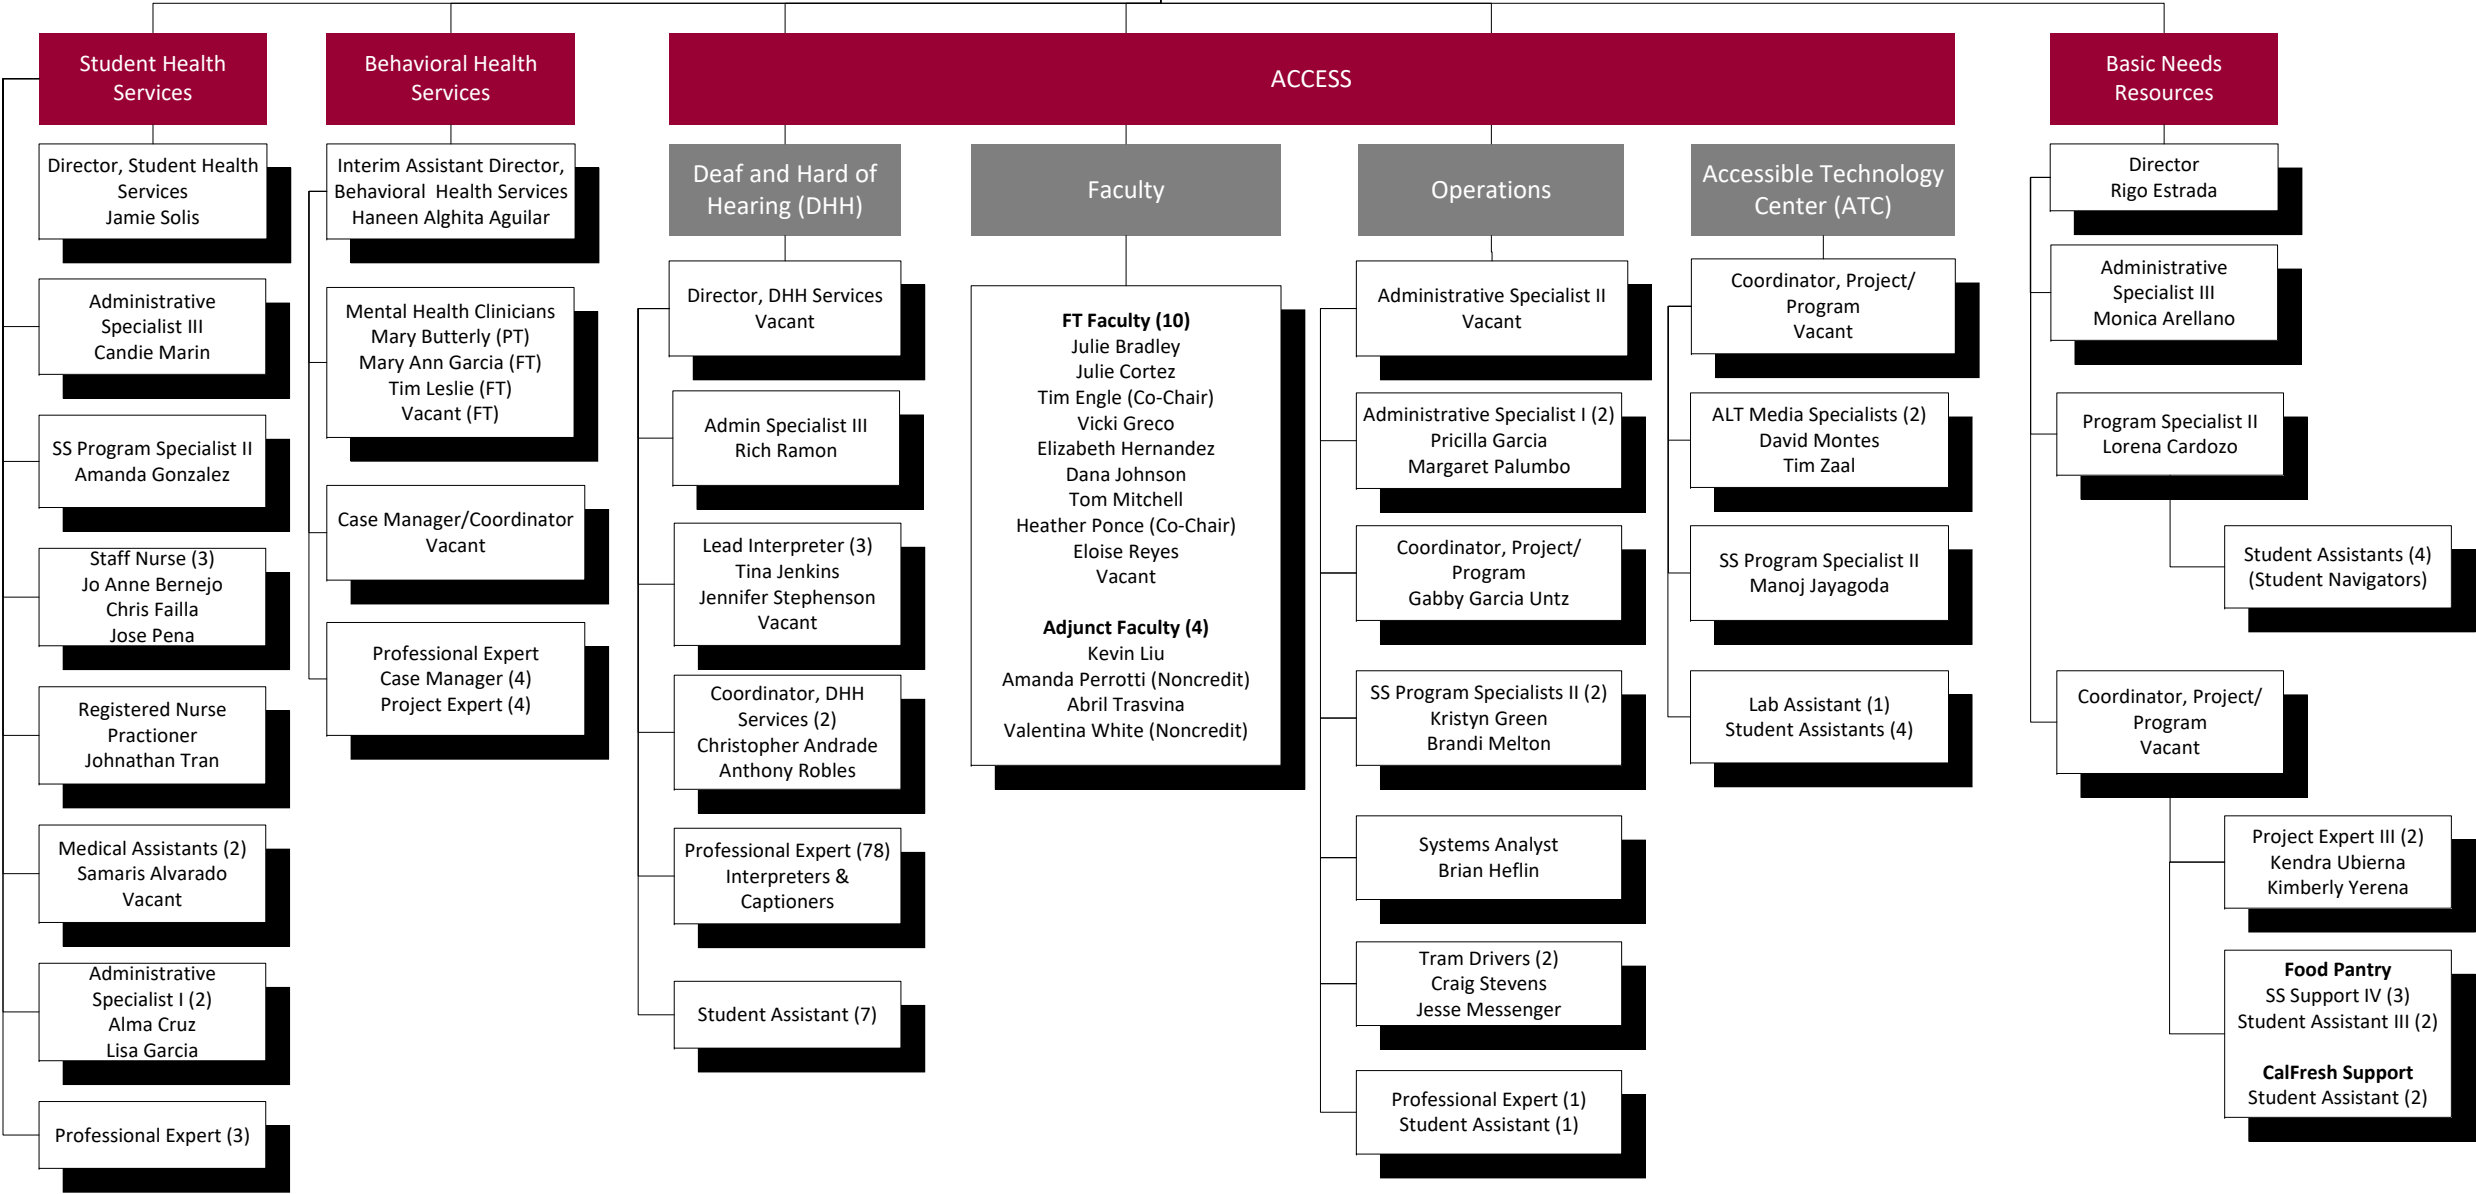 Student Health
Services
Director, Student Health
Services
Jamie Solis
Administrative
Specialist III
Candie Marin
SS Program Specialist II
Amanda Gonzalez
Staff Nurse (3)
Jo Anne Bernejo
Chris Failla
Jose Pena
Registered Nurse
Practioner
Johnathan Tran
Medical Assistants (2)
Samaris Alvarado
Vacant
Administrative
Specialist I (2)
Alma Cruz
Lisa Garcia
Professional Expert (3)
Behavioral Health
Services
Interim Assistant Director,
Behavioral  Health Services
Haneen Alghita Aguilar
Mental Health Clinicians
Mary Butterly (PT)
Mary Ann Garcia (FT)
Tim Leslie (FT)
Vacant (FT)
Case Manager/Coordinator
Vacant
Professional Expert
Case Manager (4)
Project Expert (4)
ACCESS
Deaf and Hard of
Hearing (DHH)
Director, DHH Services
Vacant
Admin Specialist III
Rich Ramon
Lead Interpreter (3)
Tina Jenkins
Jennifer Stephenson
Vacant
Coordinator, DHH
Services (2)
Christopher Andrade
Anthony Robles
Professional Expert (78)
Interpreters &
Captioners
Student Assistant (7)
Faculty
FT Faculty (10)
Julie Bradley
Julie Cortez
Tim Engle (Co-Chair)
Vicki Greco
Elizabeth Hernandez
Dana Johnson
Tom Mitchell
Heather Ponce (Co-Chair)
Eloise Reyes
Vacant
Adjunct Faculty (4)
Kevin Liu
Amanda Perrotti (Noncredit)
Abril Trasvina
Valentina White (Noncredit)
Operations
Administrative Specialist II
Vacant
Administrative Specialist I (2)
Pricilla Garcia
Margaret Palumbo
Coordinator, Project/
Program
Gabby Garcia Untz
SS Program Specialists II (2)
Kristyn Green
Brandi Melton
Systems Analyst
Brian Heflin
Tram Drivers (2)
Craig Stevens
Jesse Messenger
Professional Expert (1)
Student Assistant (1)
Accessible Technology
Center (ATC)
Coordinator, Project/
Program
Vacant
ALT Media Specialists (2)
David Montes
Tim Zaal
SS Program Specialist II
Manoj Jayagoda
Lab Assistant (1)
Student Assistants (4)
Basic Needs
Resources
Director
Rigo Estrada
Administrative
Specialist III
Monica Arellano
Program Specialist II
Lorena Cardozo
Student Assistants (4)
(Student Navigators)
Coordinator, Project/
Program
Vacant
Project Expert III (2)
Kendra Ubierna
Kimberly Yerena
Food Pantry
SS Support IV (3)
Student Assistant III (2)
CalFresh Support
Student Assistant (2)